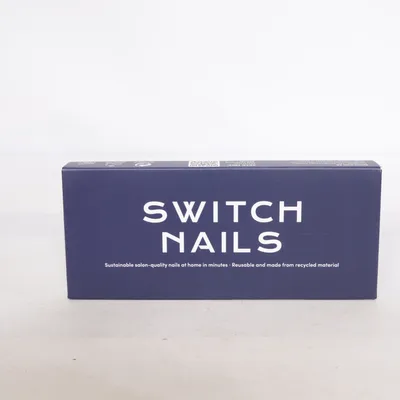 SWITCH
NAILS
Sustainable salon-quality nails at home in minutes · Reusable and made from recycled material